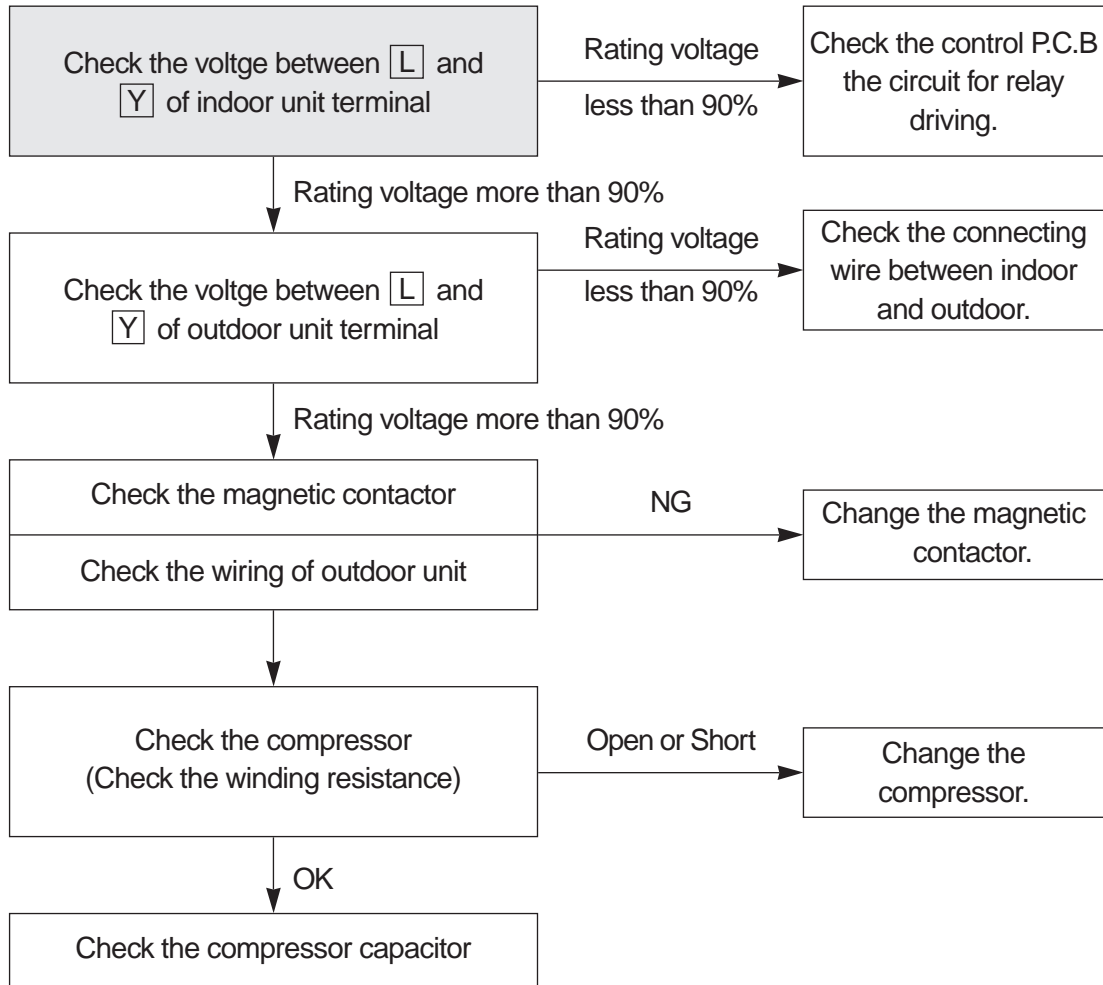 Check the voltge between L and
Y of indoor unit terminal
Rating voltage
less than 90%
Check the control P.C.B
the circuit for relay
driving.
Rating voltage more than 90%
Check the voltge between L and
Y of outdoor unit terminal
Rating voltage
less than 90%
Check the connecting
wire between indoor
and outdoor.
Rating voltage more than 90%
Check the magnetic contactor
Check the wiring of outdoor unit
NG
Change the magnetic
contactor.
Check the compressor
(Check the winding resistance)
Open or Short
Change the
compressor.
OK
Check the compressor capacitor